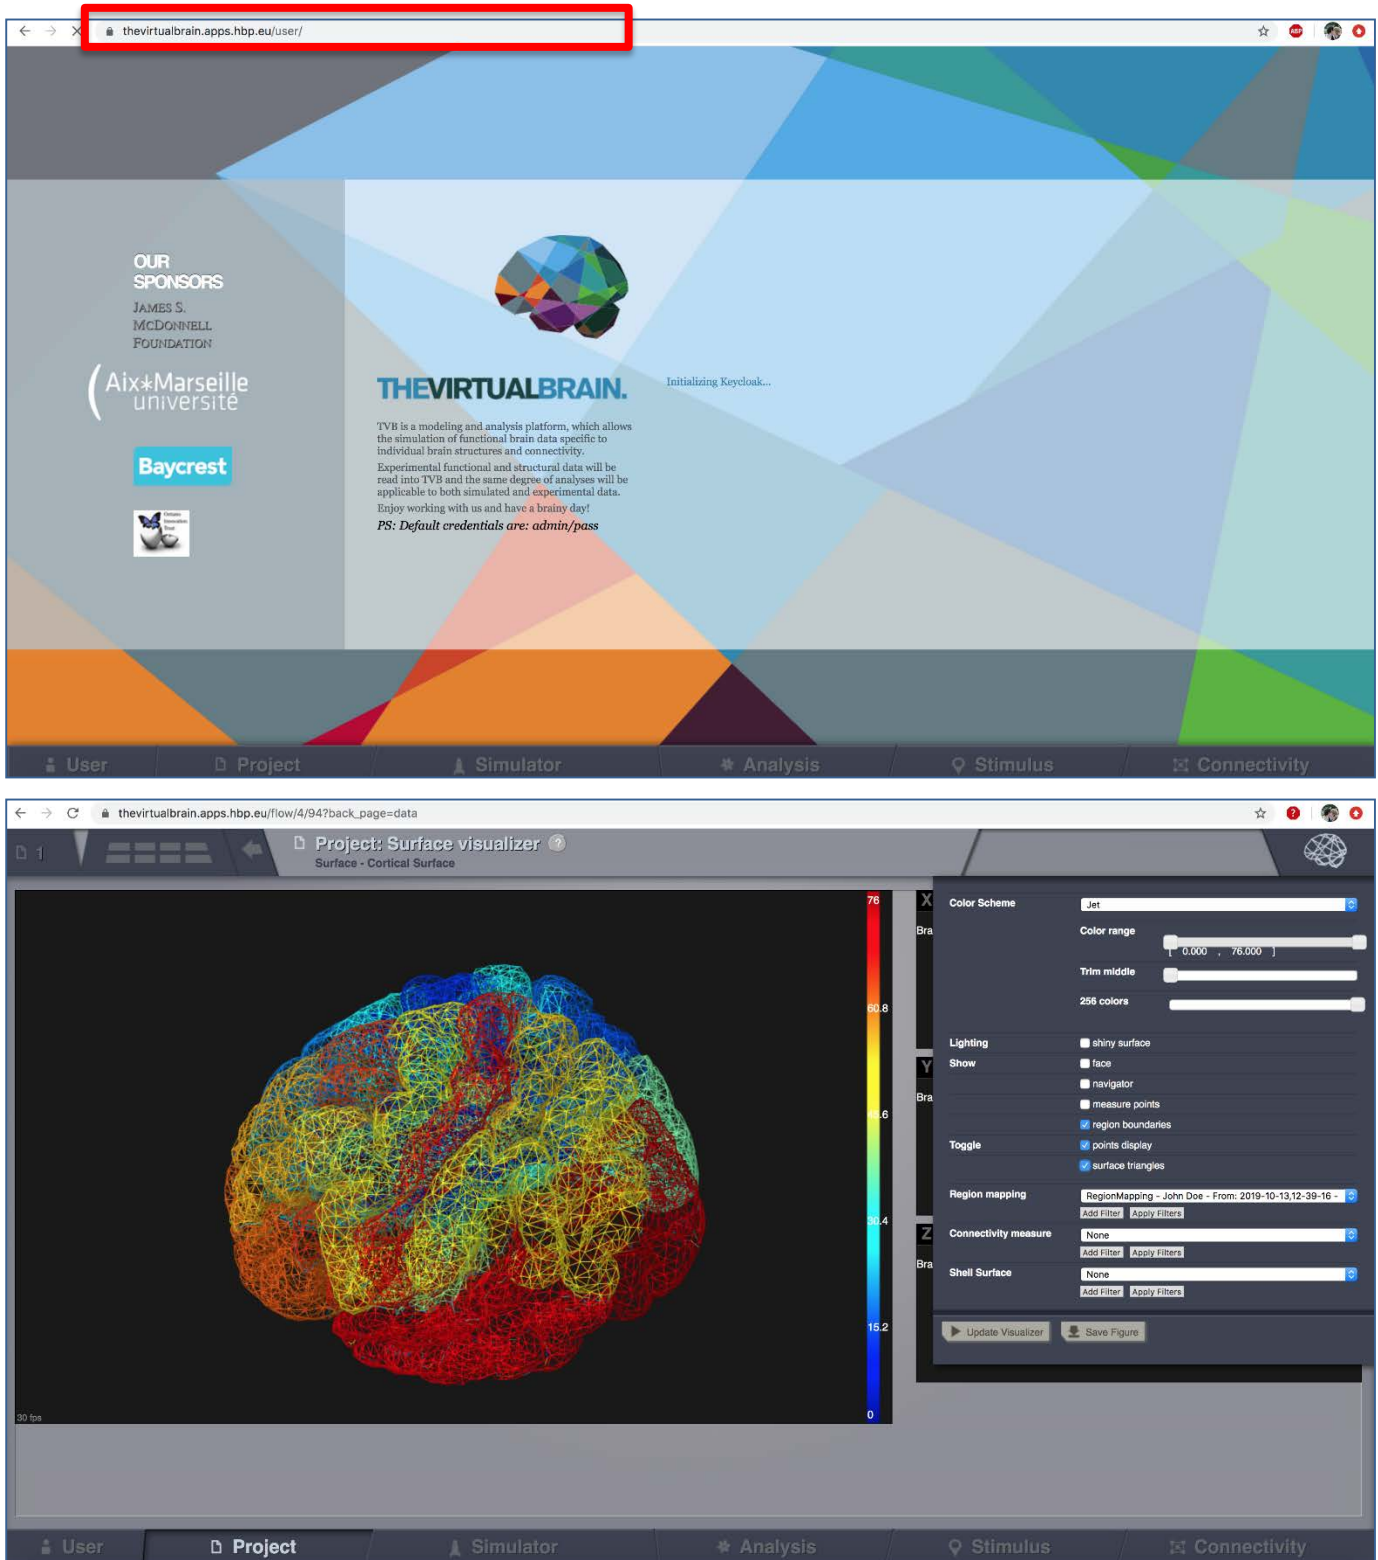 thevirtualbrain.apps.hbp.eu/user/
ABP
OUR
SPONSORS
JAMES S.
MCDONNELL
FOUNDATION
Aix*Marseille
université
Baycrest
Ontario
Innovation
Trust
THEVIRTUALBRAIN.
TVB is a modeling and analysis platform, which allows
the simulation of functional brain data specific to
individual brain structures and connectivity.
Experimental functional and structural data will be
read into TVB and the same degree of analyses will be
applicable to both simulated and experimental data.
Enjoy working with us and have a brainy day!
PS: Default credentials are: admin/pass
Initializing Keycloak...
User
Project
Simulator
Analysis
Stimulus
Connectivity
thevirtualbrain.apps.hbp.eu/flow/4/94?back_page=data
1
Project: Surface visualizer ?
Surface - Cortical Surface
76
60.8
45.6
30.4
15.2
0
30 fps
X
Bra
Y
Bra
Z
Bra
Color Scheme
Jet
Color range
[ 0.000 , 76.000 ]
Trim middle
256 colors
Lighting
shiny surface
Show
face
navigator
measure points
region boundaries
Toggle
points display
surface triangles
Region mapping
RegionMapping - John Doe - From: 2019-10-13,12-39-16 -
Add Filter Apply Filters
Connectivity measure
None
Add Filter Apply Filters
Shell Surface
None
Add Filter Apply Filters
Update Visualizer
Save Figure
User
Project
Simulator
Analysis
Stimulus
Connectivity